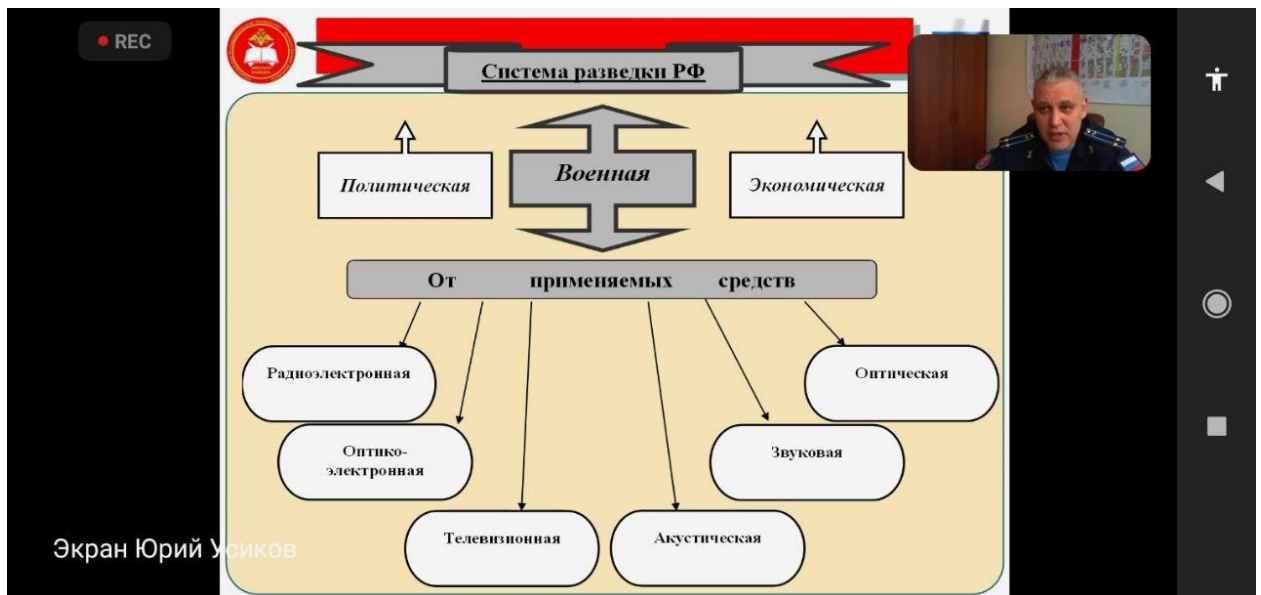 REC
Система разведки РФ
Политическая
Военная
Экономическая
От применяемых средств
Радиоэлектронная
Оптическая
Оптико-
электронная
Звуковая
Телевизионная
Акустическая
Экран Юрий Усиков